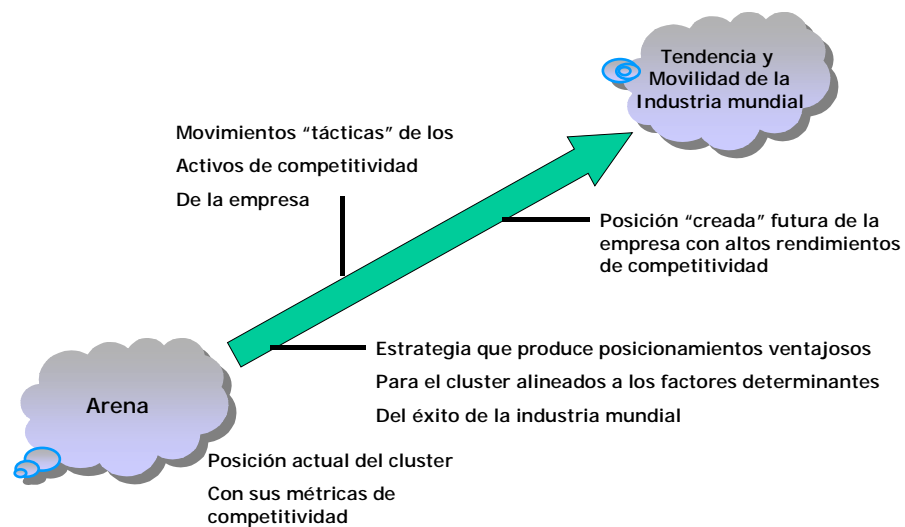 Tendencia y
Movilidad de la
Industria mundial
Movimientos “tácticas” de los
Activos de competitividad
De la empresa
Posición “creada” futura de la
empresa con altos rendimientos
de competitividad
Estrategia que produce posicionamientos ventajosos
Para el cluster alineados a los factores determinantes
Del éxito de la industria mundial
Arena
Posición actual del cluster
Con sus métricas de
competitividad